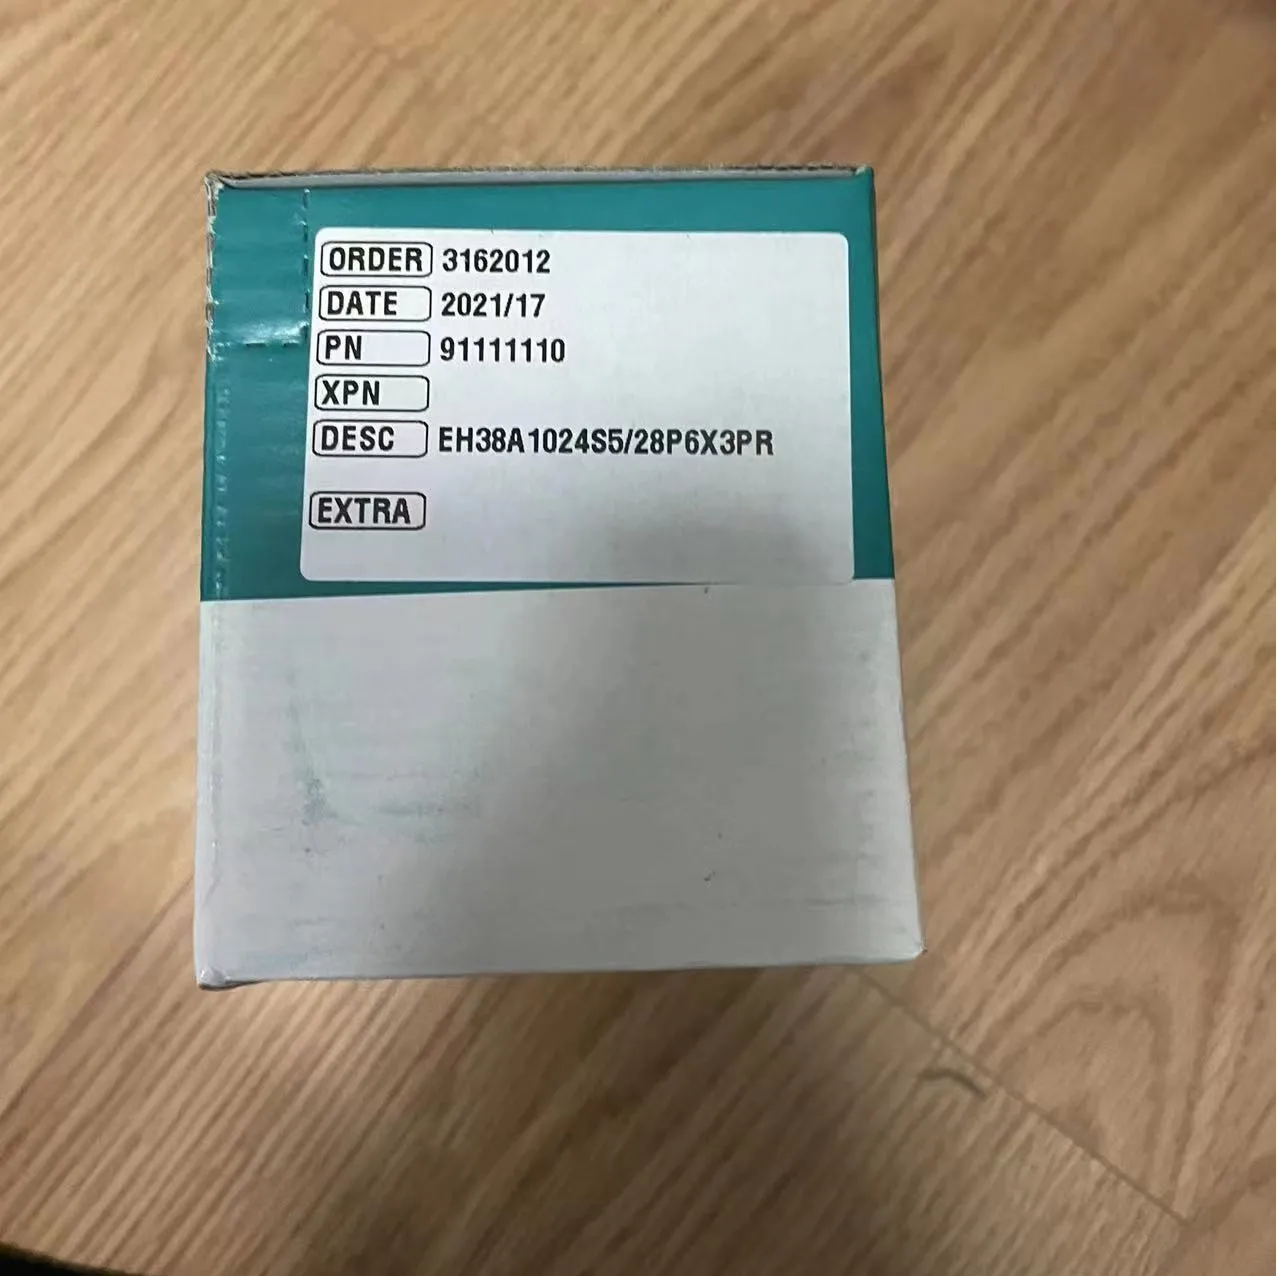 ORDER 3162012
DATE 2021/17
PN 91111110
XPN
DESC EH38A1024S5/28P6X3PR
EXTRA